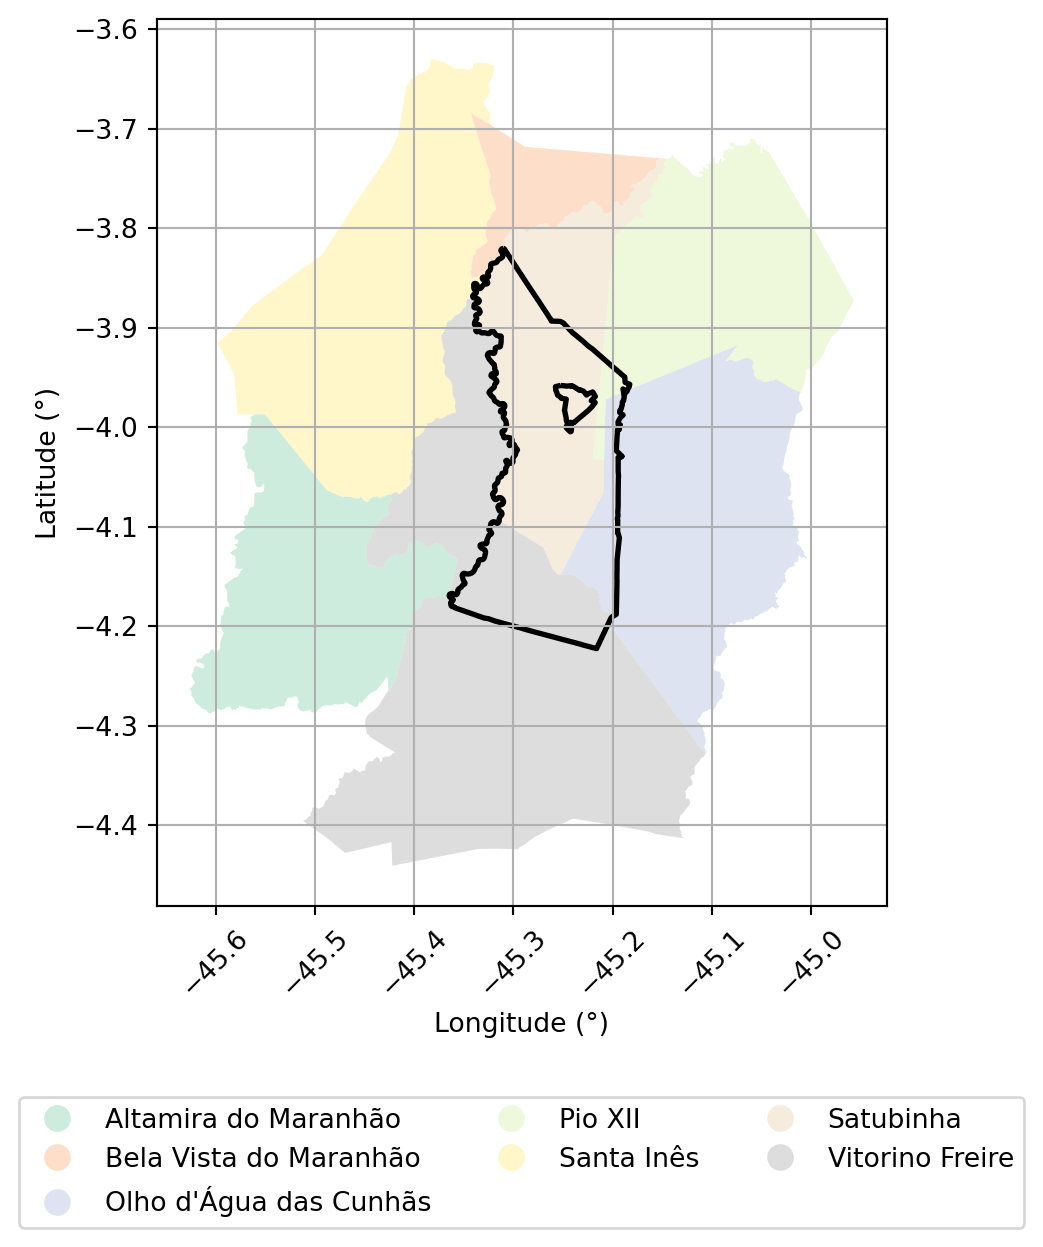 −3.6
−3.7
−3.8
−3.9
−4.0
−4.1
−4.2
−4.3
−4.4
Latitude (°)
−45.6
−45.5
−45.4
−45.3
−45.2
−45.1
−45.0
Longitude (°)
Altamira do Maranhão
Bela Vista do Maranhão
Olho d'Água das Cunhãs
Pio XII
Santa Inês
Satubinha
Vitorino Freire